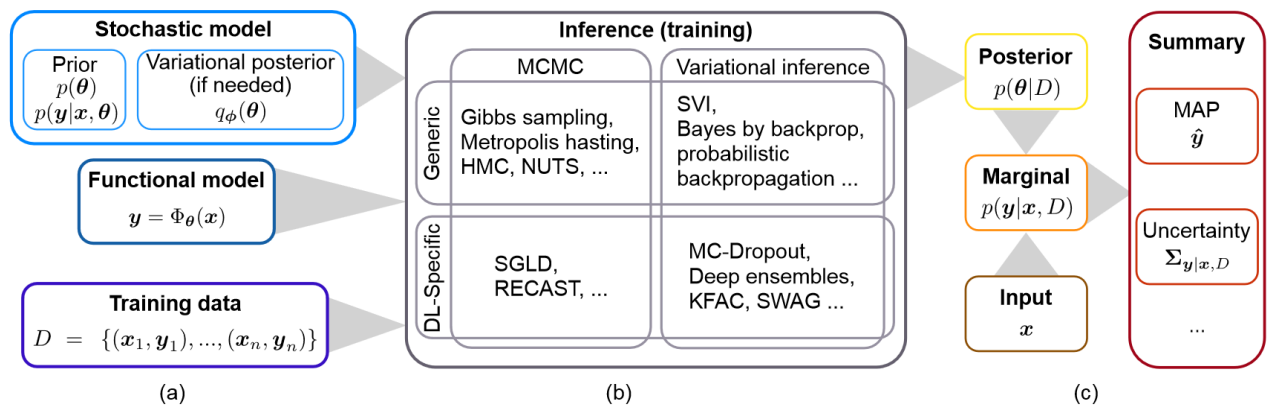 Stochastic model
Prior
p(θ)
p(y|x, θ)
Variational posterior
(if needed)
qϕ(θ)
Functional model
y = Φθ(x)
Training data
D = {(x₁, y₁), ..., (xₙ, yₙ)}
(a)
Inference (training)
MCMC
Variational inference
Generic
Gibbs sampling,
Metropolis hasting,
HMC, NUTS, ...
SVI,
Bayes by backprop,
probabilistic
backpropagation ...
DL-Specific
SGLD,
RECAST, ...
MC-Dropout,
Deep ensembles,
KFAC, SWAG ...
(b)
Posterior
p(θ|D)
Marginal
p(y|x, D)
Input
x
Summary
MAP
ŷ
Uncertainty
Σy|x,D
...
(c)